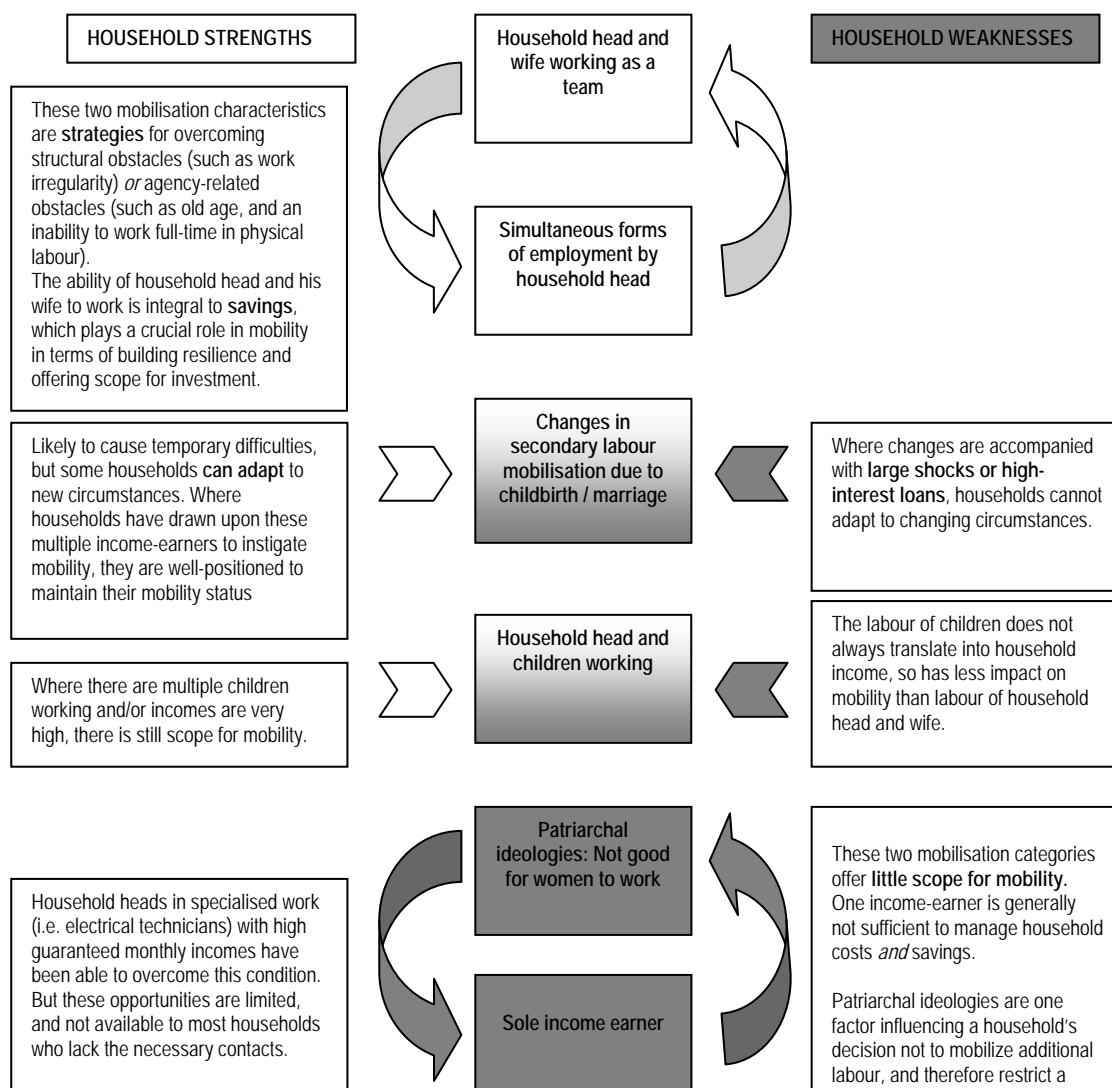 HOUSEHOLD STRENGTHS
These two mobilisation characteristics
are strategies for overcoming
structural obstacles (such as work
irregularity) or agency-related
obstacles (such as old age, and an
inability to work full-time in physical
labour).
The ability of household head and his
wife to work is integral to savings,
which plays a crucial role in mobility
in terms of building resilience and
offering scope for investment.
Likely to cause temporary difficulties,
but some households can adapt to
new circumstances. Where
households have drawn upon these
multiple income-earners to instigate
mobility, they are well-positioned to
maintain their mobility status
Where there are multiple children
working and/or incomes are very
high, there is still scope for mobility.
Household heads in specialised work
(i.e. electrical technicians) with high
guaranteed monthly incomes have
been able to overcome this condition.
But these opportunities are limited,
and not available to most households
who lack the necessary contacts.
Household head and
wife working as a
team
Simultaneous forms
of employment by
household head
Changes in
secondary labour
mobilisation due to
childbirth / marriage
Household head and
children working
Patriarchal
ideologies: Not good
for women to work
Sole income earner
HOUSEHOLD WEAKNESSES
Where changes are accompanied
with large shocks or high-
interest loans, households cannot
adapt to changing circumstances.
The labour of children does not
always translate into household
income, so has less impact on
mobility than labour of household
head and wife.
These two mobilisation categories
offer little scope for mobility.
One income-earner is generally
not sufficient to manage household
costs and savings.
Patriarchal ideologies are one
factor influencing a household's
decision not to mobilize additional
labour, and therefore restrict a